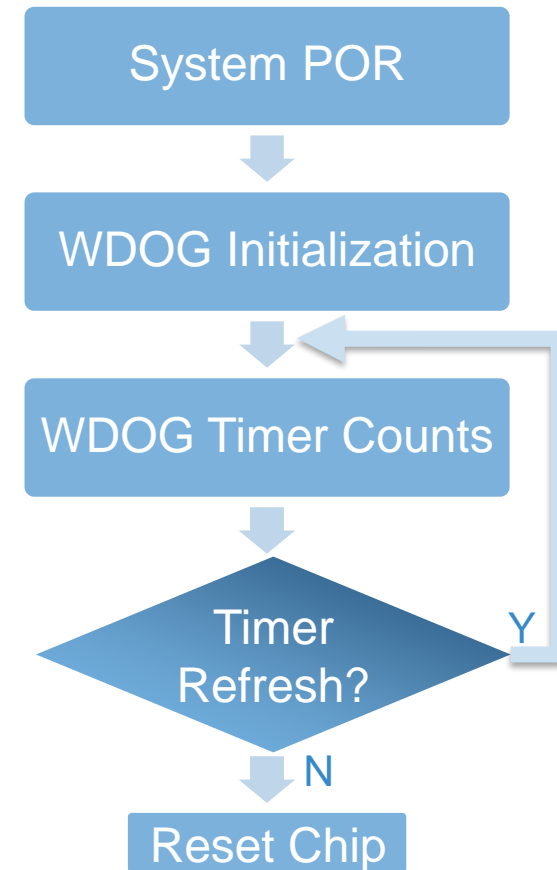 System POR
WDOG Initialization
WDOG Timer Counts
Timer
Refresh?
Y
N
Reset Chip